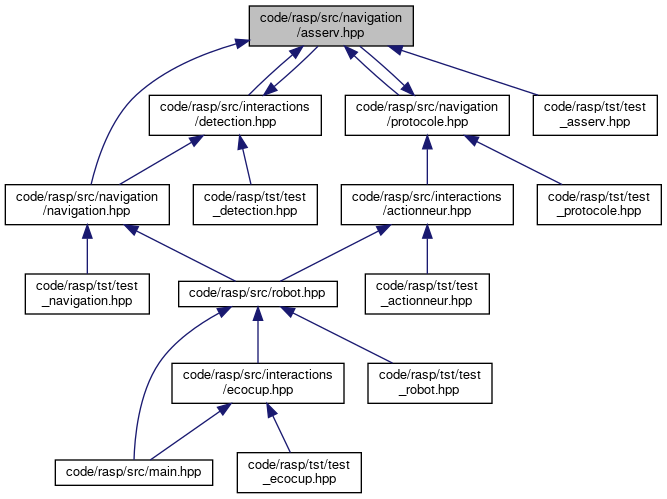 code/rasp/src/navigation
/asserv.hpp
code/rasp/src/interactions
/detection.hpp
code/rasp/src/navigation
/protocole.hpp
code/rasp/tst/test
_asserv.hpp
code/rasp/src/navigation
/navigation.hpp
code/rasp/tst/test
_detection.hpp
code/rasp/src/interactions
/actionneur.hpp
code/rasp/tst/test
_protocole.hpp
code/rasp/tst/test
_navigation.hpp
code/rasp/src/robot.hpp
code/rasp/tst/test
_actionneur.hpp
code/rasp/src/interactions
/ecocup.hpp
code/rasp/tst/test
_robot.hpp
code/rasp/src/main.hpp
code/rasp/tst/test
_ecocup.hpp